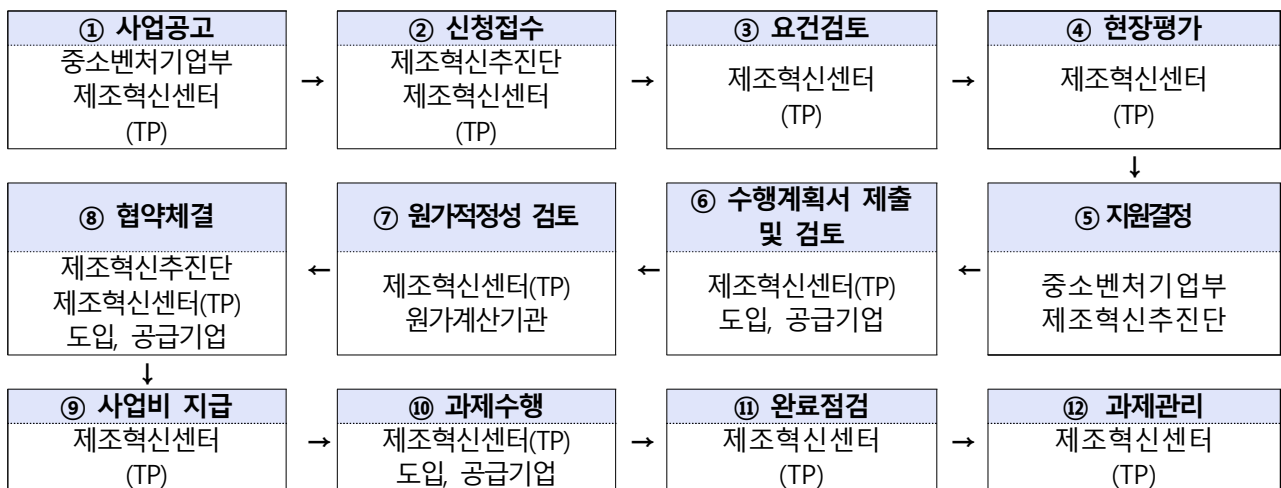 ① 사업공고
중소벤처기업부
제조혁신센터
(TP)
→
② 신청접수
제조혁신추진단
제조혁신센터
(TP)
→
③ 요건검토
제조혁신센터
(TP)
→
④ 현장평가
제조혁신센터
(TP)
↓
⑤ 지원결정
중소벤처기업부
제조혁신추진단
←
⑥ 수행계획서 제출
및 검토
제조혁신센터(TP)
도입, 공급기업
←
⑦ 원가적정성 검토
제조혁신센터(TP)
원가계산기관
←
⑧ 협약체결
제조혁신추진단
제조혁신센터(TP)
도입, 공급기업
↓
⑨ 사업비 지급
제조혁신센터
(TP)
→
⑩ 과제수행
제조혁신센터(TP)
도입, 공급기업
→
⑪ 완료점검
제조혁신센터
(TP)
→
⑫ 과제관리
제조혁신센터
(TP)